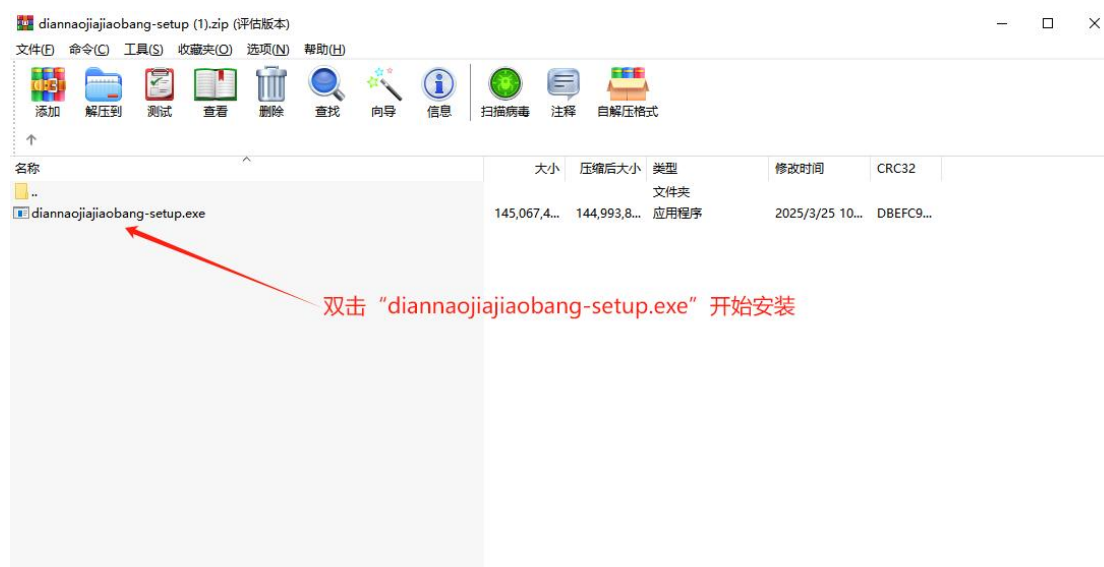 diannaojiajiaobang-setup (1).zip (评估版本)
文件(F) 命令(C) 工具(S) 收藏夹(O) 选项(N) 帮助(H)
添加 解压到 测试 查看 删除 查找 向导 信息 扫描病毒 注释 自解压格式
名称 大小 压缩后大小 类型 修改时间 CRC32
.. 文件夹
diannaojiajiaobang-setup.exe 145,067,4... 144,993,8... 应用程序 2025/3/25 10... DBEFC9...
双击“diannaojiajiaobang-setup.exe”开始安装